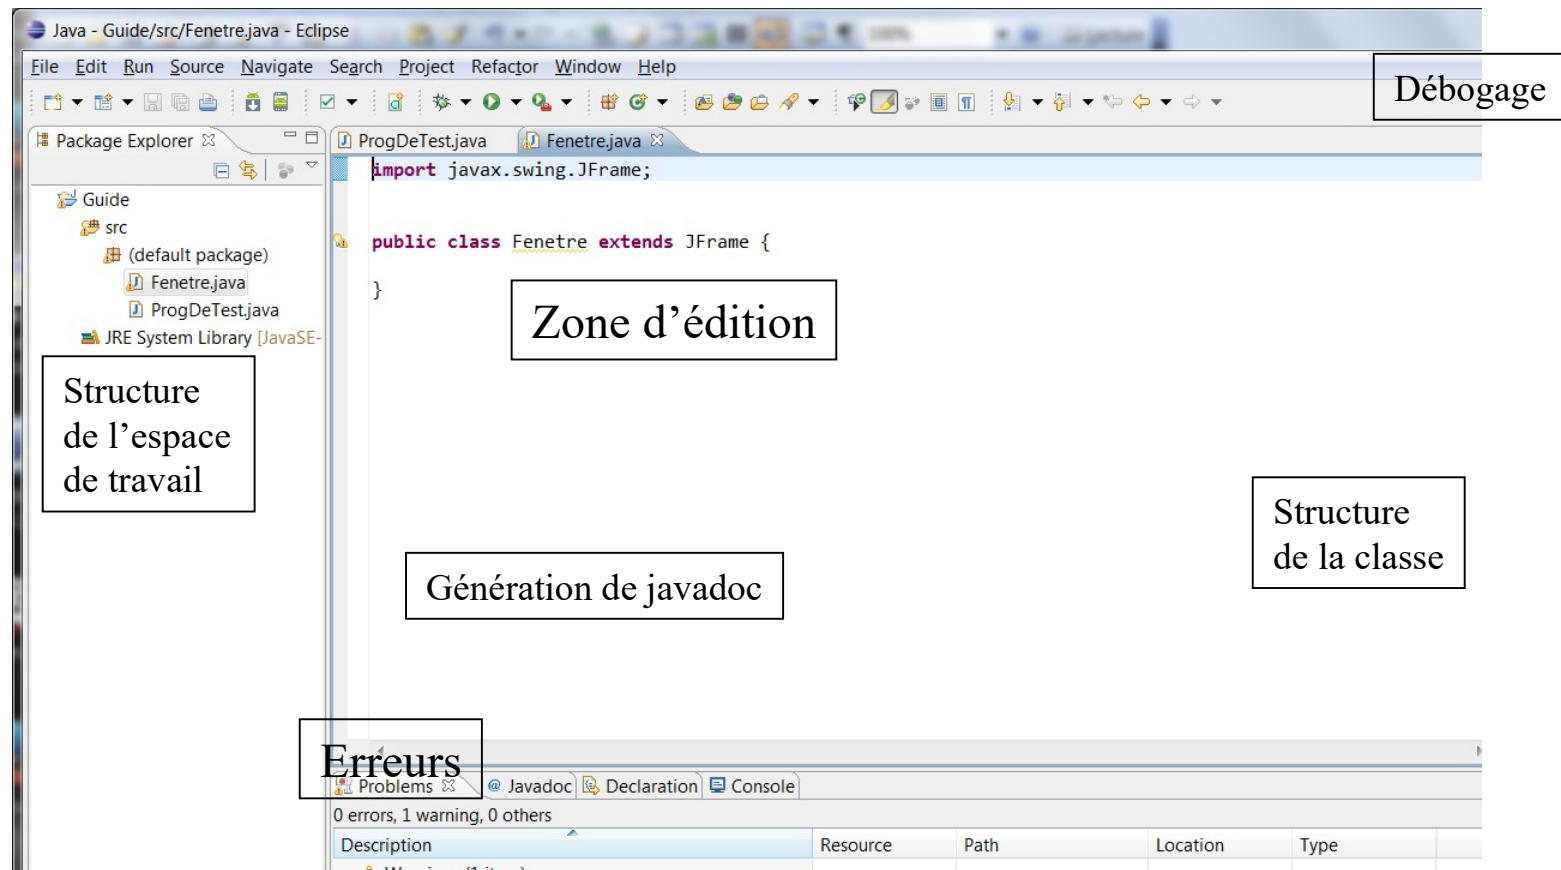 Java - Guide/src/Fenetre.java - Eclipse
File Edit Run Source Navigate Search Project Refactor Window Help
Débogage
Package Explorer
ProgDeTest.java
Fenetre.java
import javax.swing.JFrame;
Guide
src
public class Fenetre extends JFrame {
(default package)
Fenetre.java
}
ProgDeTest.java
Zone d’édition
JRE System Library [JavaSE-
Structure
de l’espace
de travail
Structure
de la classe
Génération de javadoc
Erreurs
Problems @ Javadoc Declaration Console
0 errors, 1 warning, 0 others
Description Resource Path Location Type